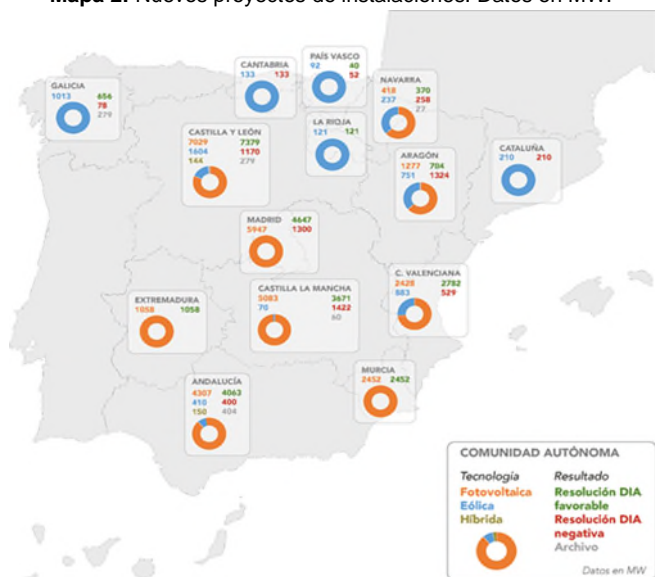 Mapa 2. Nuevos proyectos de instalaciones. Datos en MW.
PAÍS VASCO
92 40
52
CANTABRIA
133 133
GALICIA
1013 656
78
279
NAVARRA
418 370
237 258
27
LA RIOJA
121 121
CASTILLA Y LEÓN
7029 7379
1604 1170
144 279
ARAGÓN
1277 704
751 1324
CATALUÑA
210 210
MADRID
5947 4647
1300
C. VALENCIANA
2428 2782
883 529
CASTILLA LA MANCHA
5083 3671
70 1422
60
EXTREMADURA
1058 1058
MURCIA
2452 2452
ANDALUCÍA
4307 4063
410 400
150 404
COMUNIDAD AUTÓNOMA
Tecnología Resultado
Fotovoltaica Resolución DIA
Eólica favorable
Híbrida Resolución DIA
negativa
Archivo
Datos en MW